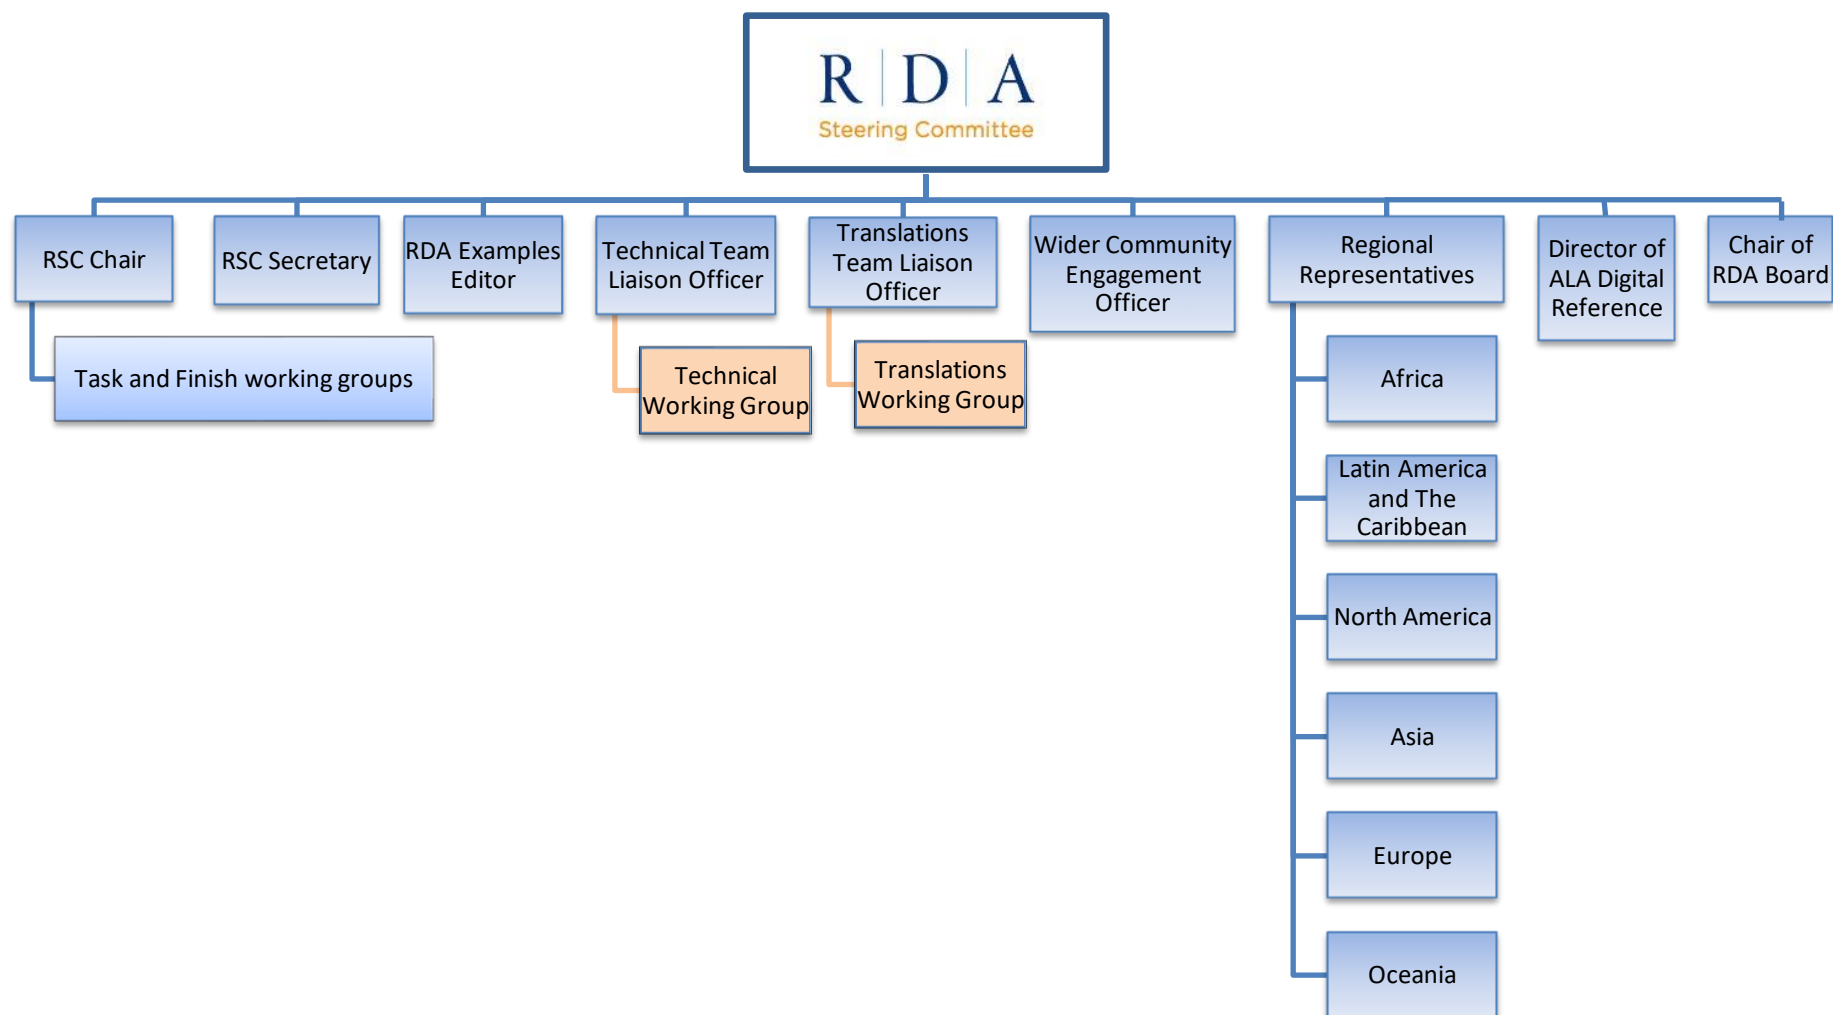 R | D | A
Steering Committee
RSC Chair
RSC Secretary
RDA Examples
Editor
Technical Team
Liaison Officer
Translations
Team Liaison
Officer
Wider Community
Engagement
Officer
Regional
Representatives
Director of
ALA Digital
Reference
Chair of
RDA Board
Task and Finish working groups
Technical
Working Group
Translations
Working Group
Africa
Latin America
and The
Caribbean
North America
Asia
Europe
Oceania